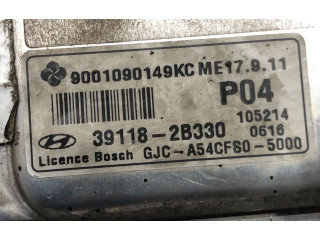 9001090149KC ME17.9.11
P04
105214
39118-2B330 0616
Licence Bosch GJC-A54CFS0-5000